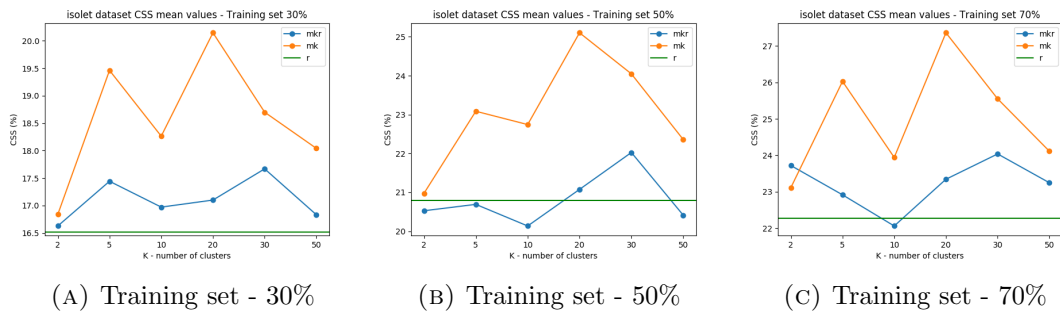 isolet dataset CSS mean values - Training set 30%
mkr
mk
r
CSS (%)
20.0
19.5
19.0
18.5
18.0
17.5
17.0
16.5
2 5 10 20 30 50
K - number of clusters
(A) Training set - 30%
isolet dataset CSS mean values - Training set 50%
mkr
mk
r
CSS (%)
25
24
23
22
21
20
2 5 10 20 30 50
K - number of clusters
(B) Training set - 50%
isolet dataset CSS mean values - Training set 70%
mkr
mk
r
CSS (%)
27
26
25
24
23
22
2 5 10 20 30 50
K - number of clusters
(C) Training set - 70%